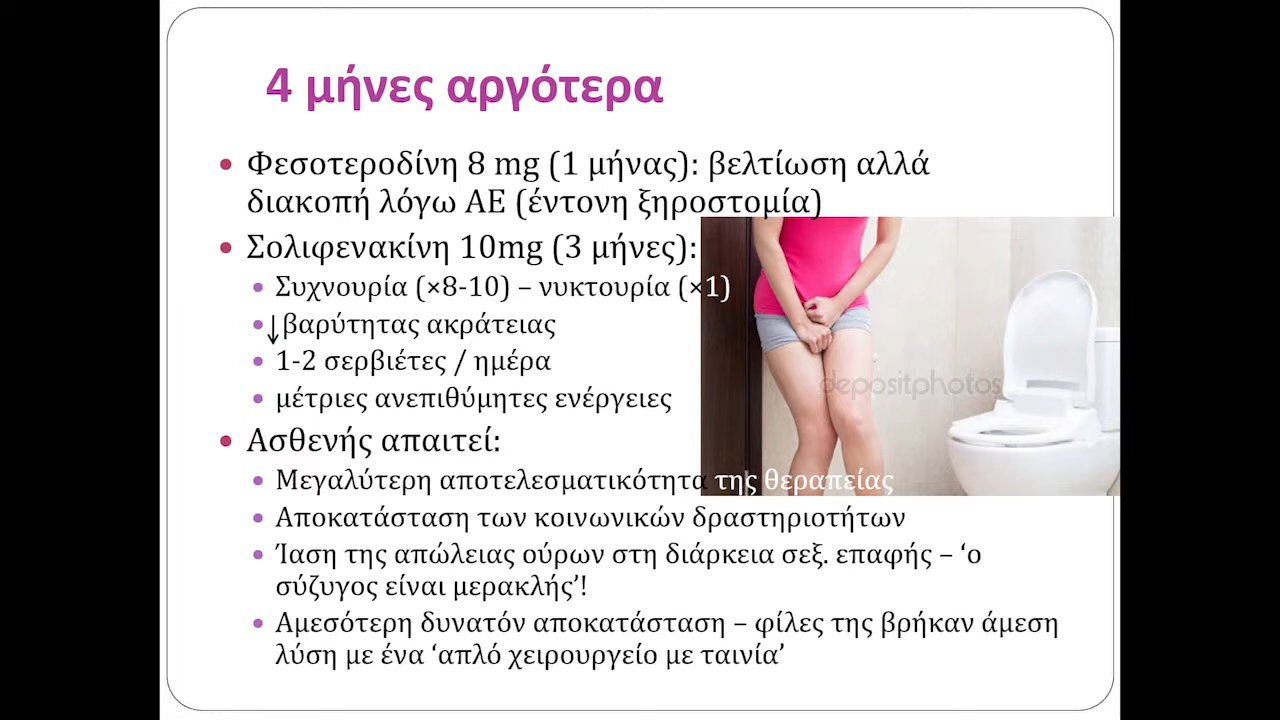 4 μήνες αργότερα
• Φεσοτεροδίνη 8 mg (1 μήνας): βελτίωση αλλά
διακοπή λόγω ΑΕ (έντονη ξηροστομία)
• Σολιφενακίνη 10mg (3 μήνες):
• Συχνουρία (×8-10) – νυκτουρία (×1)
• ↓βαρύτητας ακράτειας
• 1-2 σερβιέτες / ημέρα
• μέτριες ανεπιθύμητες ενέργειες
depositphotos
• Ασθενής απαιτεί:
• Μεγαλύτερη αποτελεσματικότητα της θεραπείας
• Αποκατάσταση των κοινωνικών δραστηριοτήτων
• Ίαση της απώλειας ούρων στη διάρκεια σεξ. επαφής – ‘ο
σύζυγος είναι μερακλής’!
• Αμεσότερη δυνατόν αποκατάσταση – φίλες της βρήκαν άμεση
λύση με ένα ‘απλό χειρουργείο με ταινία’